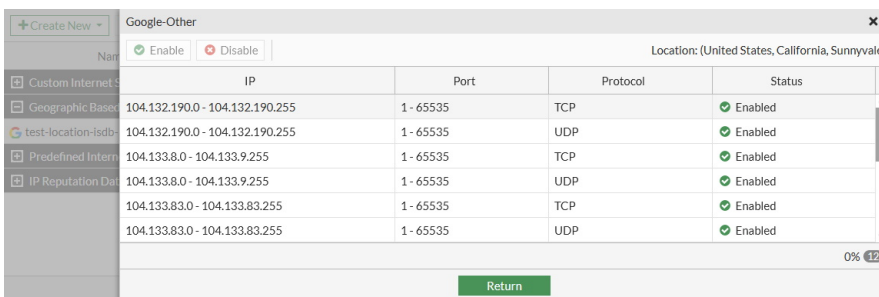 + Create New
Google-Other
Enable
Disable
Location: (United States, California, Sunnyvale
IP Port Protocol Status
Custom Internet S
Geographic Based
104.132.190.0 - 104.132.190.255 1 - 65535 TCP Enabled
test-location-isdb-
104.132.190.0 - 104.132.190.255 1 - 65535 UDP Enabled
Predefined Intern
104.133.8.0 - 104.133.9.255 1 - 65535 TCP Enabled
IP Reputation Dat
104.133.8.0 - 104.133.9.255 1 - 65535 UDP Enabled
104.133.83.0 - 104.133.83.255 1 - 65535 TCP Enabled
104.133.83.0 - 104.133.83.255 1 - 65535 UDP Enabled
0% 12
Return